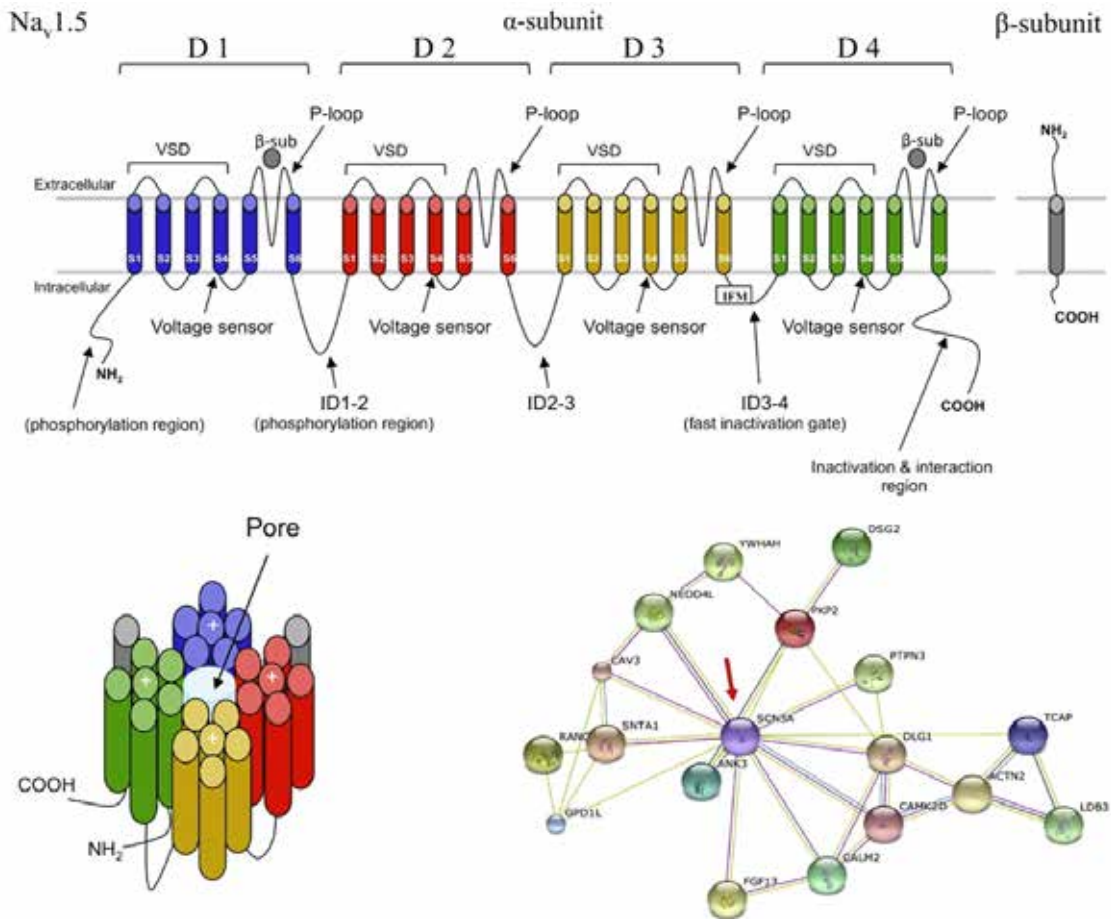 Naᵥ1.5
α-subunit
β-subunit
D 1
D 2
D 3
D 4
P-loop
P-loop
P-loop
P-loop
VSD
β-sub
VSD
VSD
VSD
β-sub
NH₂
Extracellular
S1 S2 S3 S4 S5 S6
S1 S2 S3 S4 S5 S6
S1 S2 S3 S4 S5 S6
S1 S2 S3 S4 S5 S6
Intracellular
IFM
COOH
Voltage sensor
Voltage sensor
Voltage sensor
Voltage sensor
NH₂
COOH
(phosphorylation region)
ID1-2
(phosphorylation region)
ID2-3
ID3-4
(fast inactivation gate)
Inactivation & interaction
region
Pore
+
+
+
+
COOH
NH₂
DSG2
YWHAH
NEDD4L
PKP2
CAV3
PTPN3
SCN3A
TCAP
SNTA1
DLG1
ANK3
ACTN2
GPD1L
CAMK2D
LDB3
CALM2
FGF13